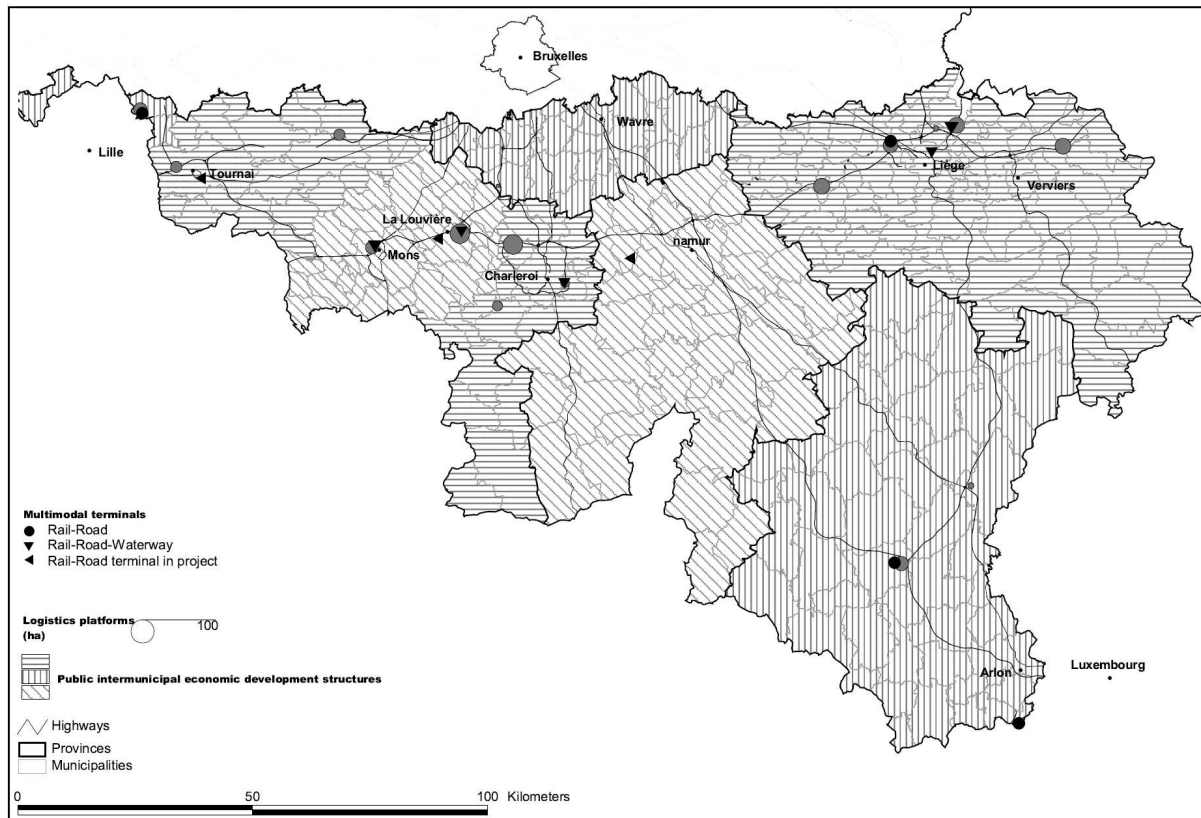 Bruxelles
Wavre
Lille
Tournai
Liège
Verviers
La Louvière
namur
Mons
Charleroi
Multimodal terminals
Rail-Road
Rail-Road-Waterway
Rail-Road terminal in project
Logistics platforms
(ha)
100
Public intermunicipal economic development structures
Arlon
Luxembourg
Highways
Provinces
Municipalities
0 50 100 Kilometers